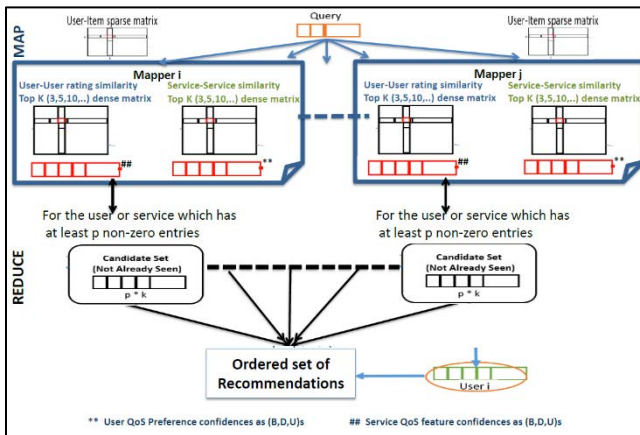 User-Item sparse matrix
Query
User-Item sparse matrix
MAP
Mapper i
User-User rating similarity
Top K (3,5,10,..) dense matrix
Service-Service similarity
Top K (3,5,10,..) dense matrix
##
**
Mapper j
User-User rating similarity
Top K (3,5,10,..) dense matrix
Service-Service similarity
Top K (3,5,10,..) dense matrix
##
**
For the user or service which has
at least p non-zero entries
For the user or service which has
at least p non-zero entries
REDUCE
Candidate Set
(Not Already Seen)
p * k
Candidate Set
(Not Already Seen)
p * k
Ordered set of
Recommendations
User i
** User QoS Preference confidences as (B,D,U)s
## Service QoS feature confidences as (B,D,U)s